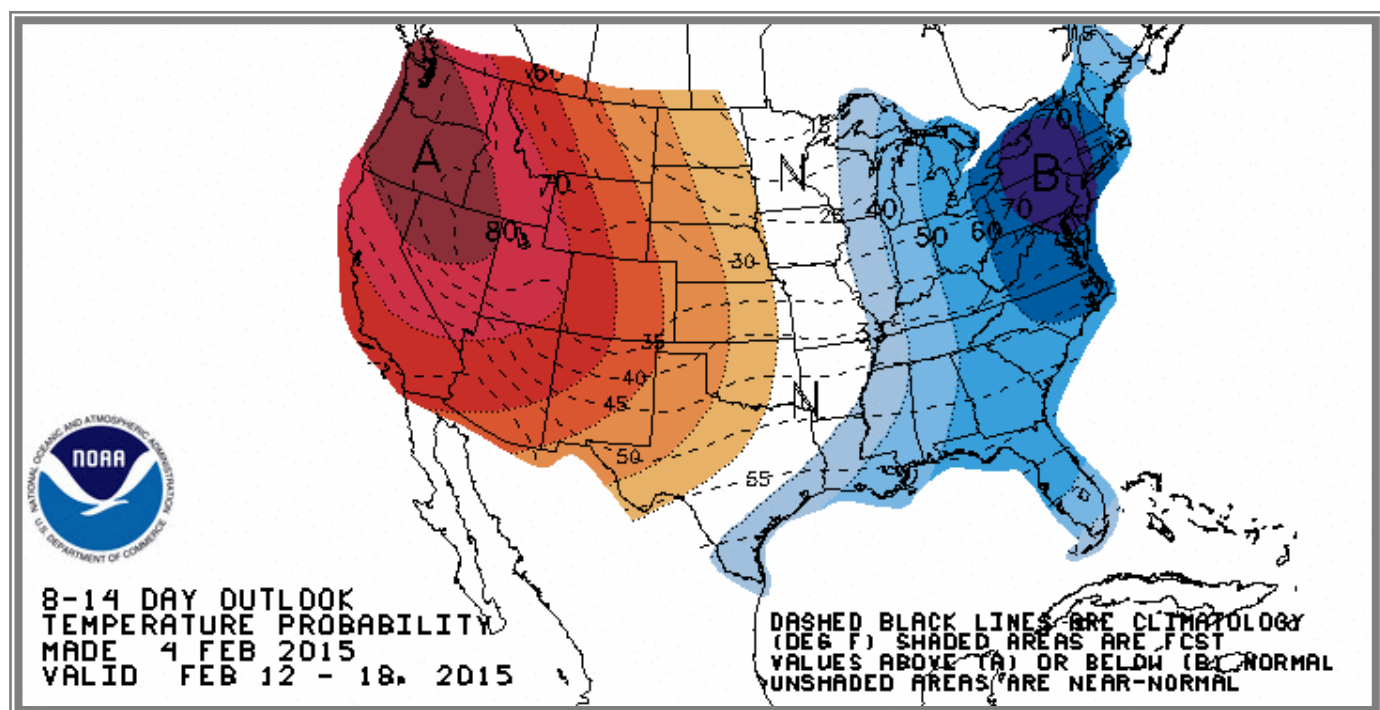 15
60
70
15
A
N
B
70
80
25
40
70
50
60
30
35
35
40
N
45
50
55
NATIONAL OCEANIC AND ATMOSPHERIC ADMINISTRATION
NOAA
U.S. DEPARTMENT OF COMMERCE
8-14 DAY OUTLOOK
TEMPERATURE PROBABILITY
MADE 4 FEB 2015
VALID FEB 12 - 18, 2015
DASHED BLACK LINES ARE CLIMATOLOGY
(DEG F) SHADED AREAS ARE FCST
VALUES ABOVE (A) OR BELOW (B) NORMAL
UNSHADED AREAS ARE NEAR-NORMAL